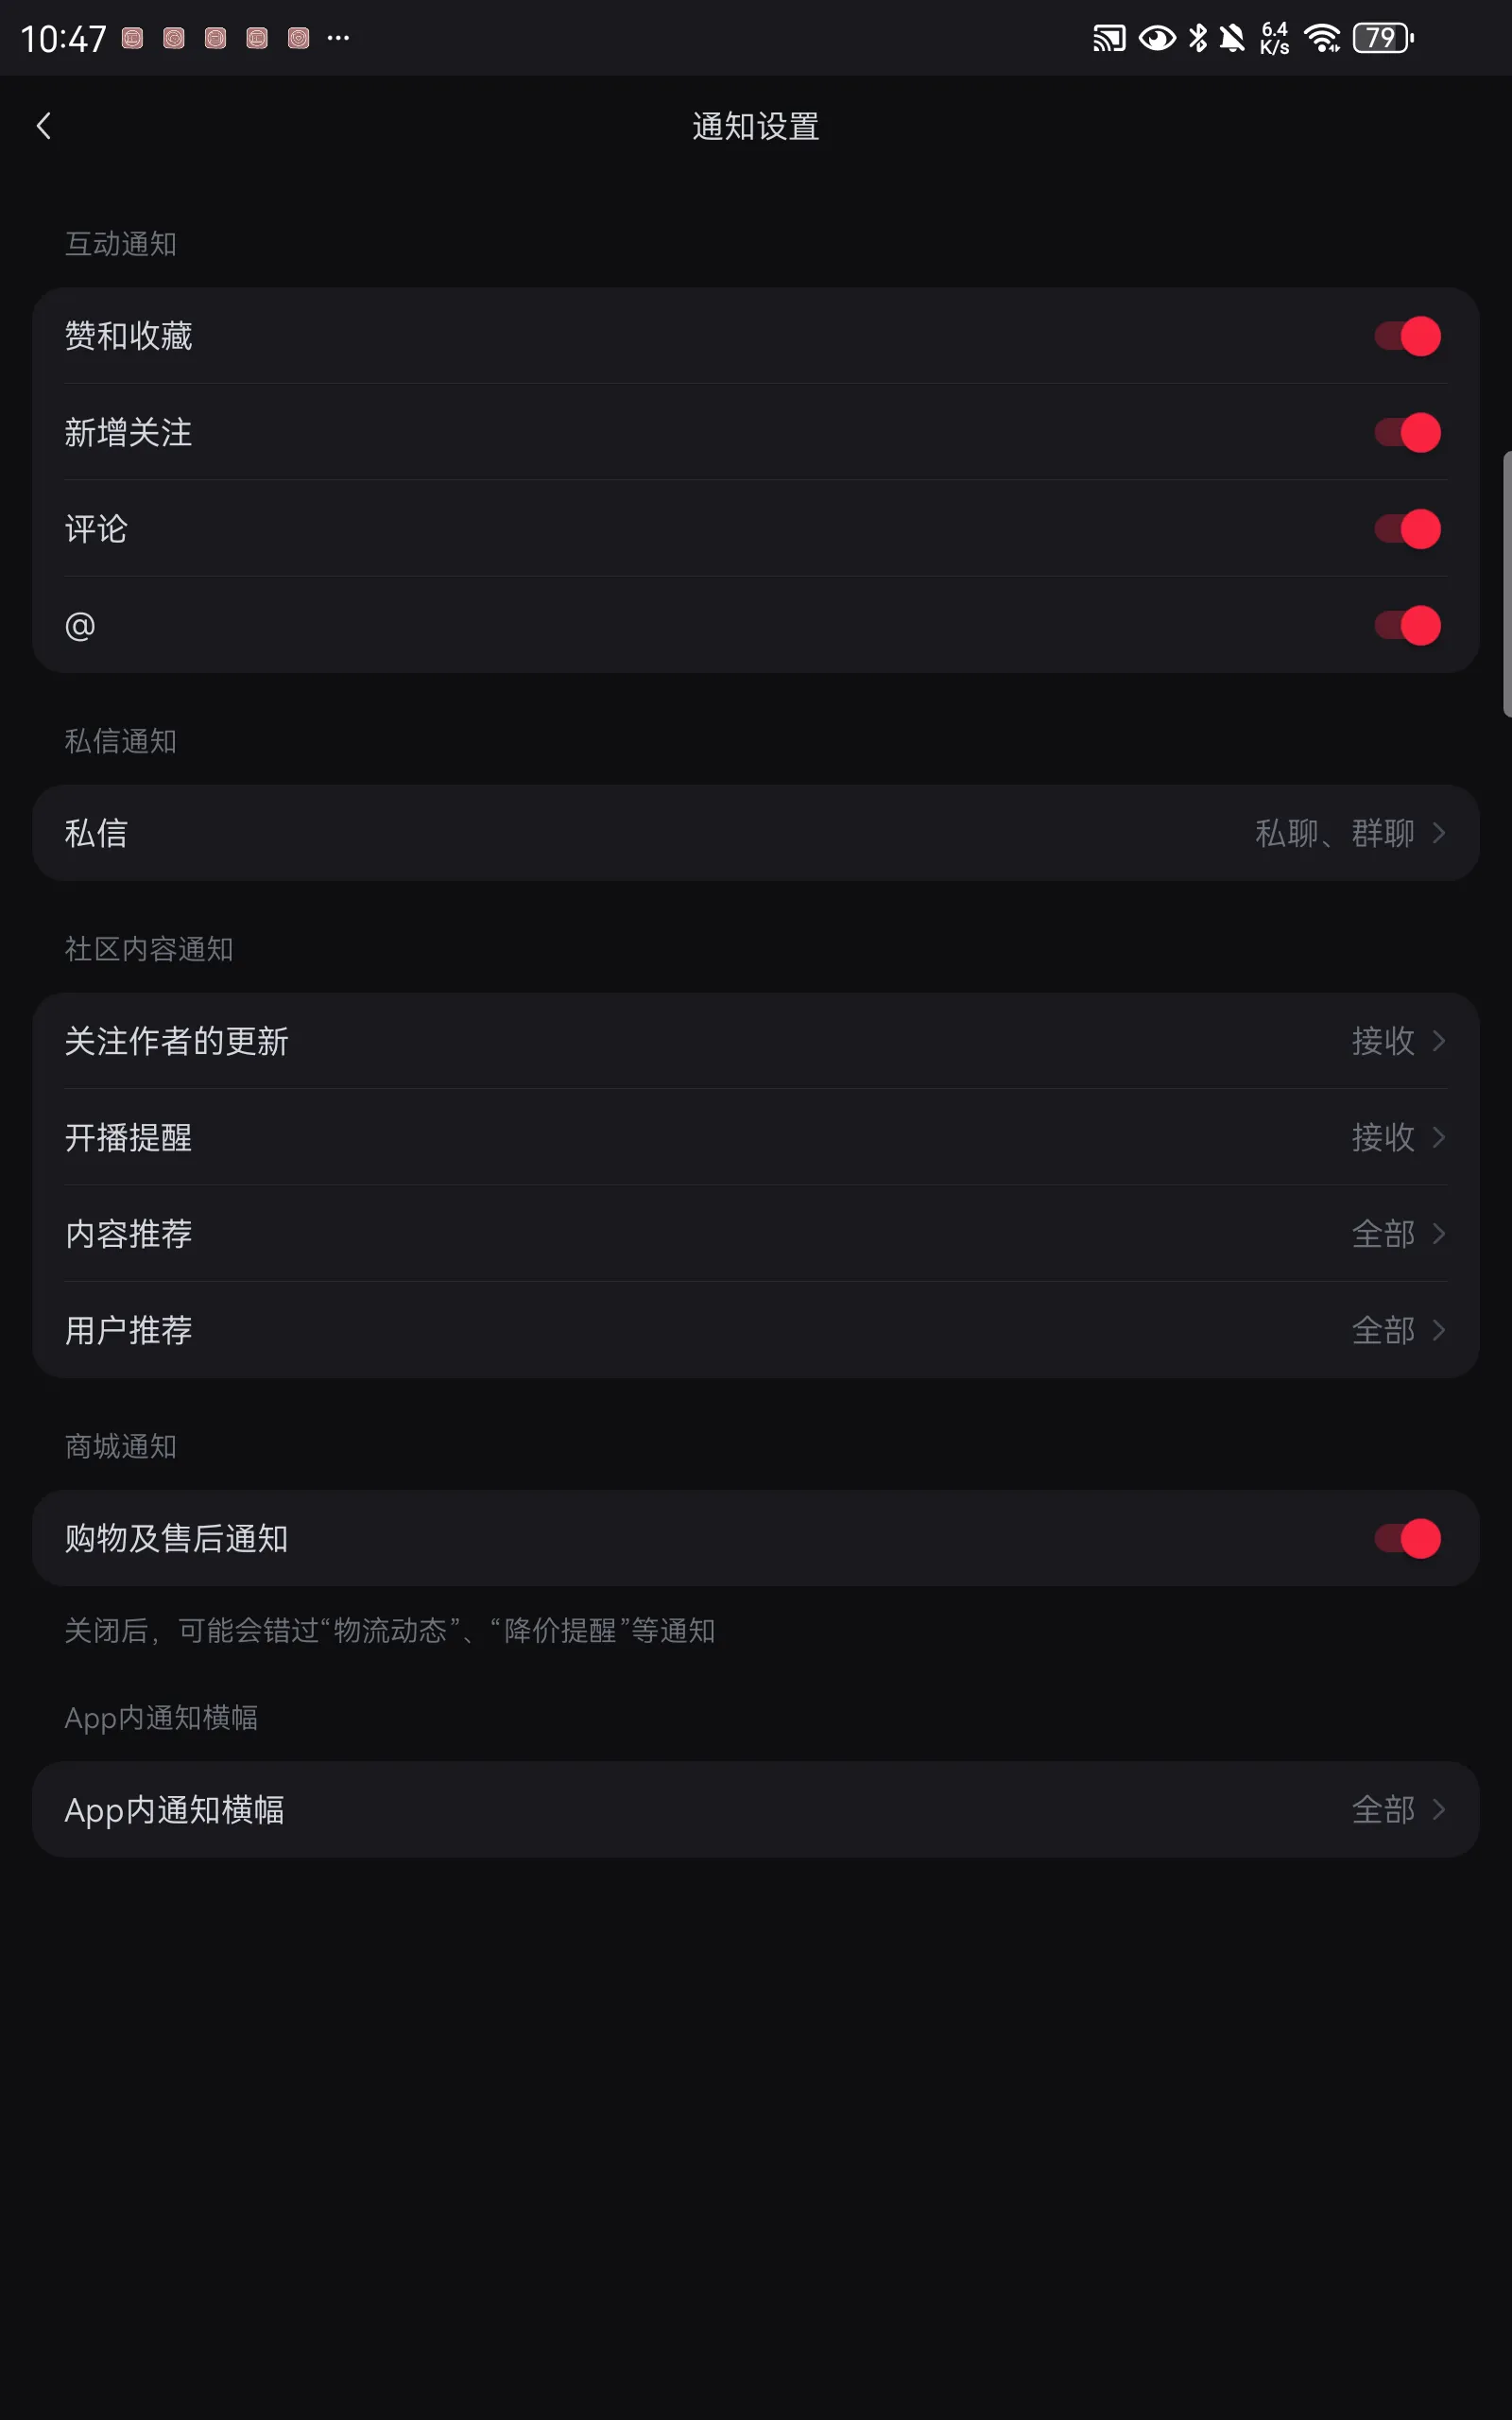 10:47
6.4
K/s
79
通知设置
互动通知
赞和收藏
新增关注
评论
@
私信通知
私信 私聊、群聊
社区内容通知
关注作者的更新 接收
开播提醒 接收
内容推荐 全部
用户推荐 全部
商城通知
购物及售后通知
关闭后，可能会错过“物流动态”、“降价提醒”等通知
App内通知横幅
App内通知横幅 全部